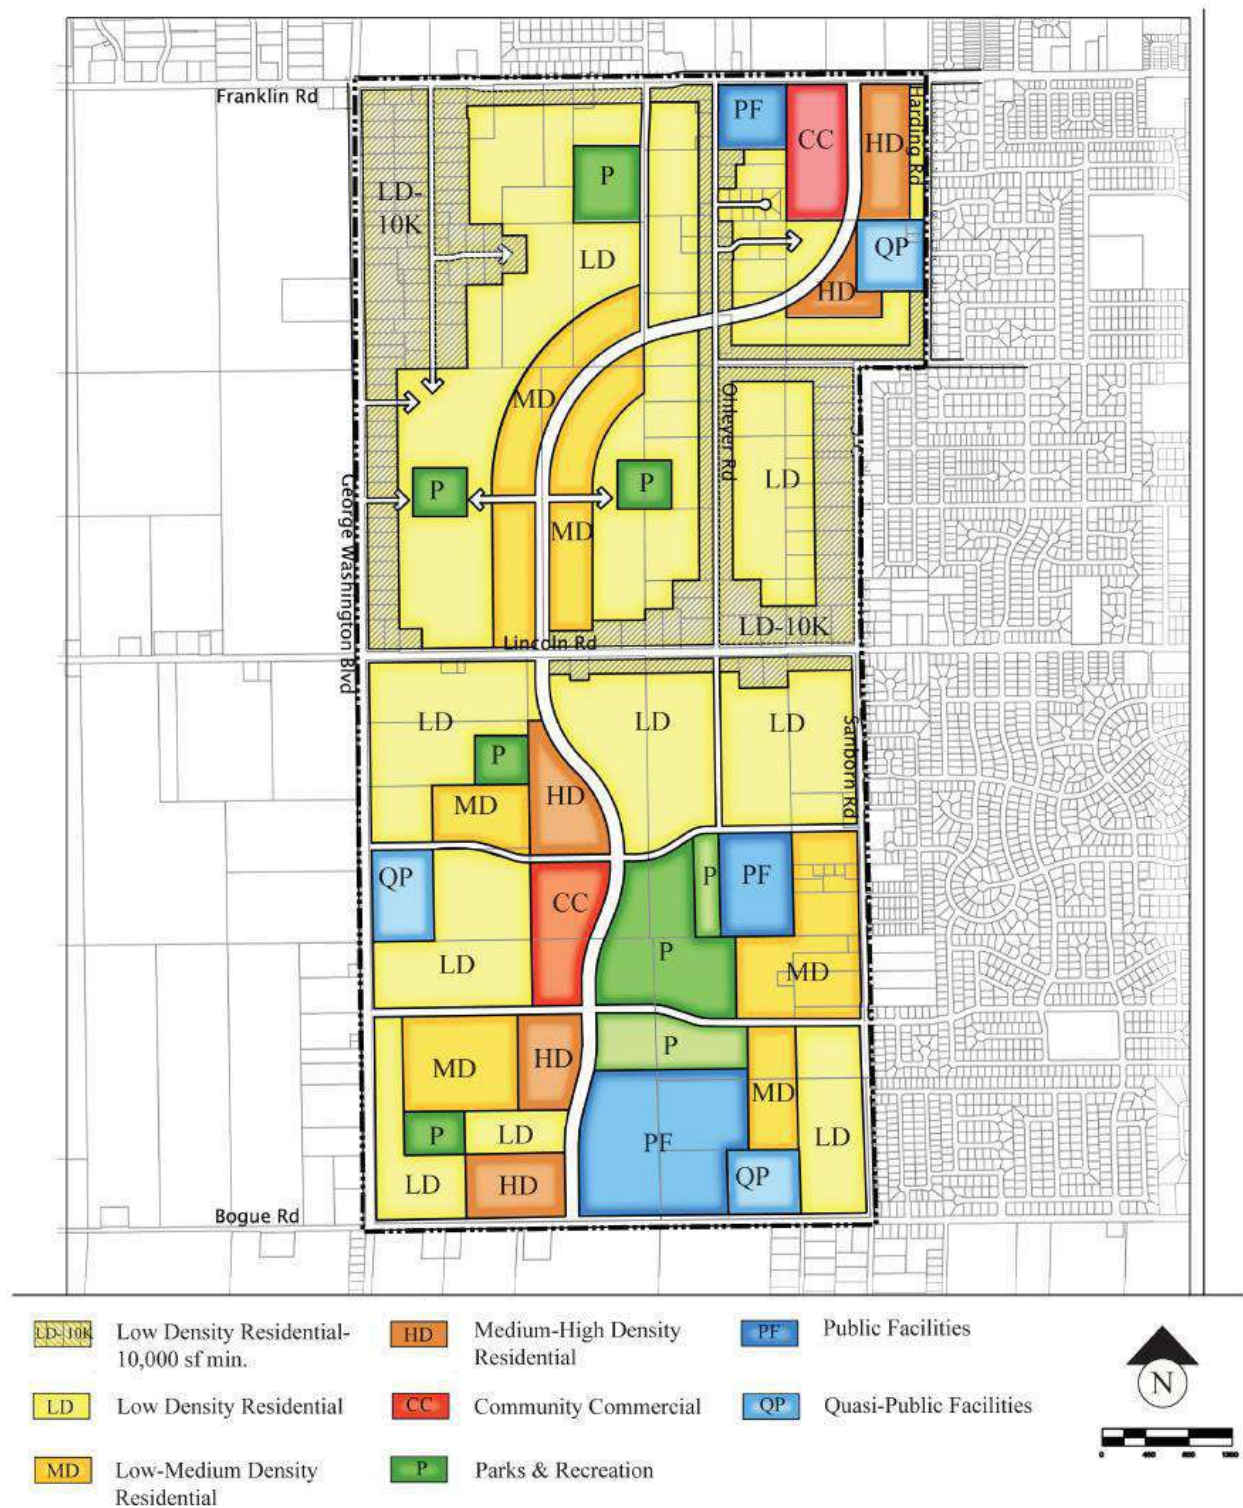 Franklin Rd
Harding Rd
PF
CC
HD
P
LD-
10K
LD
QP
HD
MD
Ohleyer Rd
LD
P
P
George Washington Blvd
MD
LD-10K
Lincoln Rd
LD
LD
LD
Sanborn Rd
P
HD
MD
QP
CC
P
PF
P
LD
MD
MD
HD
P
MD
P
LD
PF
LD
LD
HD
QP
Bogue Rd
LD-10K
Low Density Residential-
10,000 sf min.
HD
Medium-High Density
Residential
PF
Public Facilities
LD
Low Density Residential
CC
Community Commercial
QP
Quasi-Public Facilities
MD
Low-Medium Density
Residential
P
Parks & Recreation
N
0
400
800